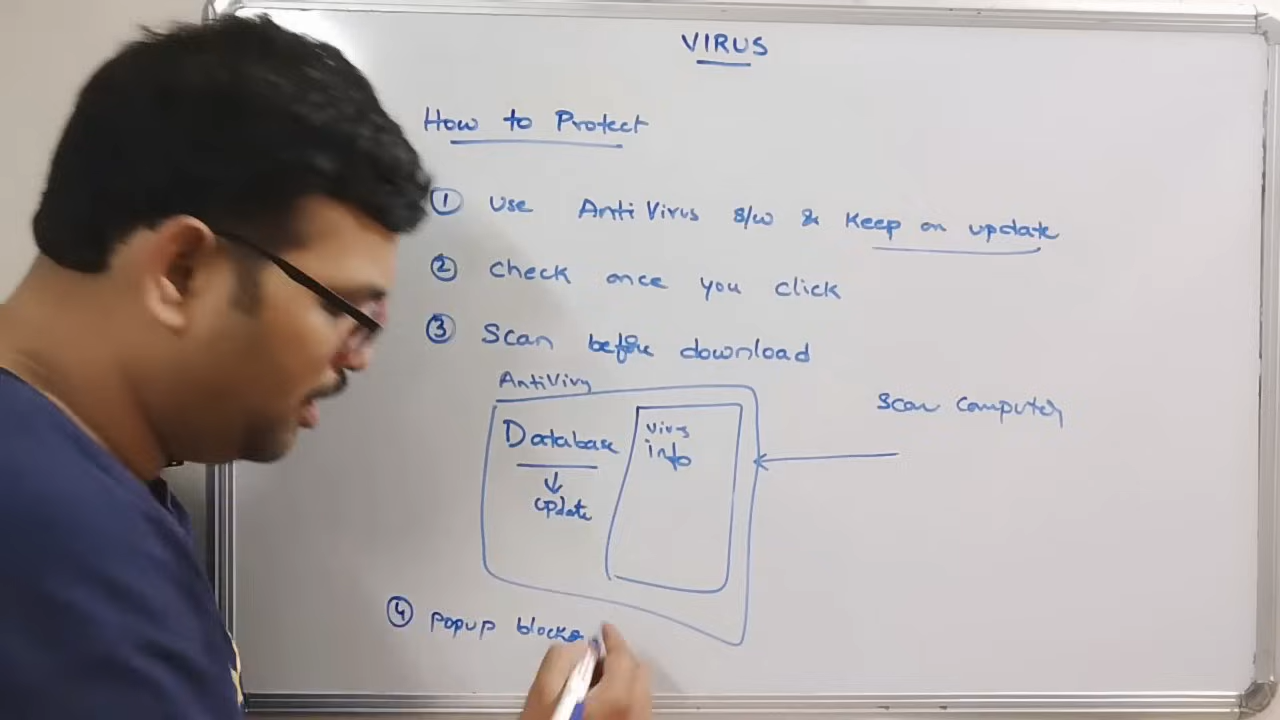 VIRUS
How to Protect
① Use Anti Virus s/w & Keep on update
② check once you click
③ Scan before download
AntiVirus
Database
↓
update
Virus
info
Scan Computer
④ Popup blocke